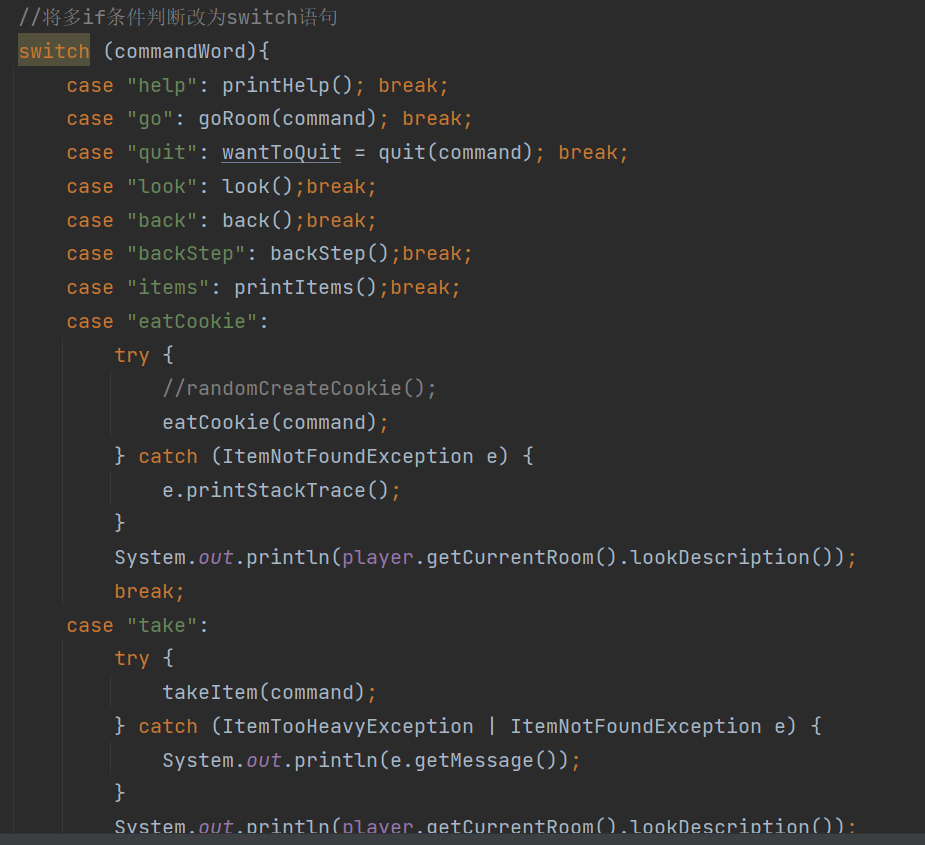 //将多if条件判断改为switch语句
switch (commandWord){
case "help": printHelp(); break;
case "go": goRoom(command); break;
case "quit": wantToQuit = quit(command); break;
case "look": look();break;
case "back": back();break;
case "backStep": backStep();break;
case "items": printItems();break;
case "eatCookie":
try {
//randomCreateCookie();
eatCookie(command);
} catch (ItemNotFoundException e) {
e.printStackTrace();
}
System.out.println(player.getCurrentRoom().lookDescription());
break;
case "take":
try {
takeItem(command);
} catch (ItemTooHeavyException | ItemNotFoundException e) {
System.out.println(e.getMessage());
}
System.out.println(player.getCurrentRoom().lookDescription());